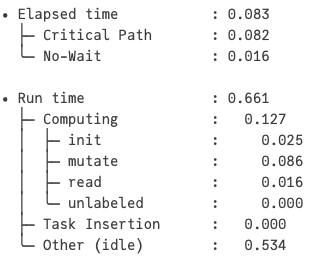 • Elapsed time : 0.083
├─ Critical Path : 0.082
╰─ No-Wait : 0.016
• Run time : 0.661
├─ Computing : 0.127
│ ├─ init : 0.025
│ ├─ mutate : 0.086
│ ├─ read : 0.016
│ ╰─ unlabeled : 0.000
├─ Task Insertion : 0.000
╰─ Other (idle) : 0.534